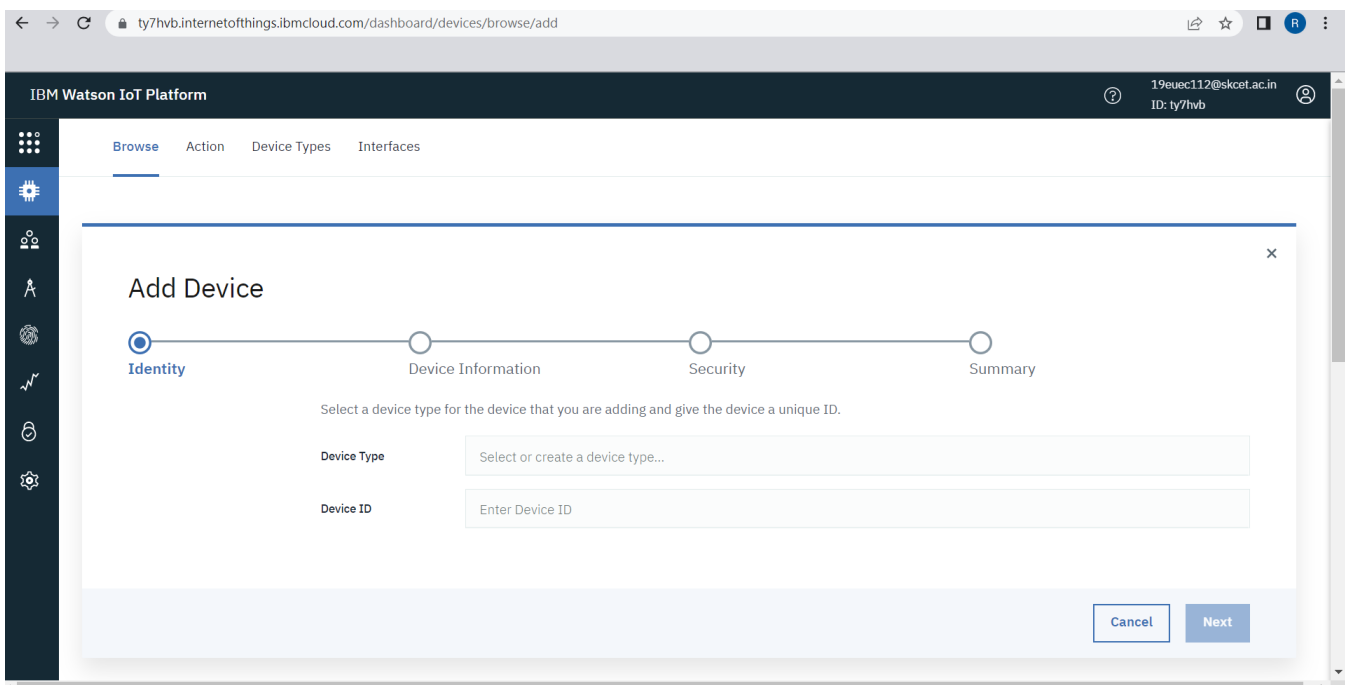 ty7hvb.internetofthings.ibmcloud.com/dashboard/devices/browse/add
R
IBM Watson IoT Platform
19euec112@skcet.ac.in
ID: ty7hvb
Browse Action Device Types Interfaces
Add Device
Identity Device Information Security Summary
Select a device type for the device that you are adding and give the device a unique ID.
Device Type Select or create a device type...
Device ID Enter Device ID
Cancel Next